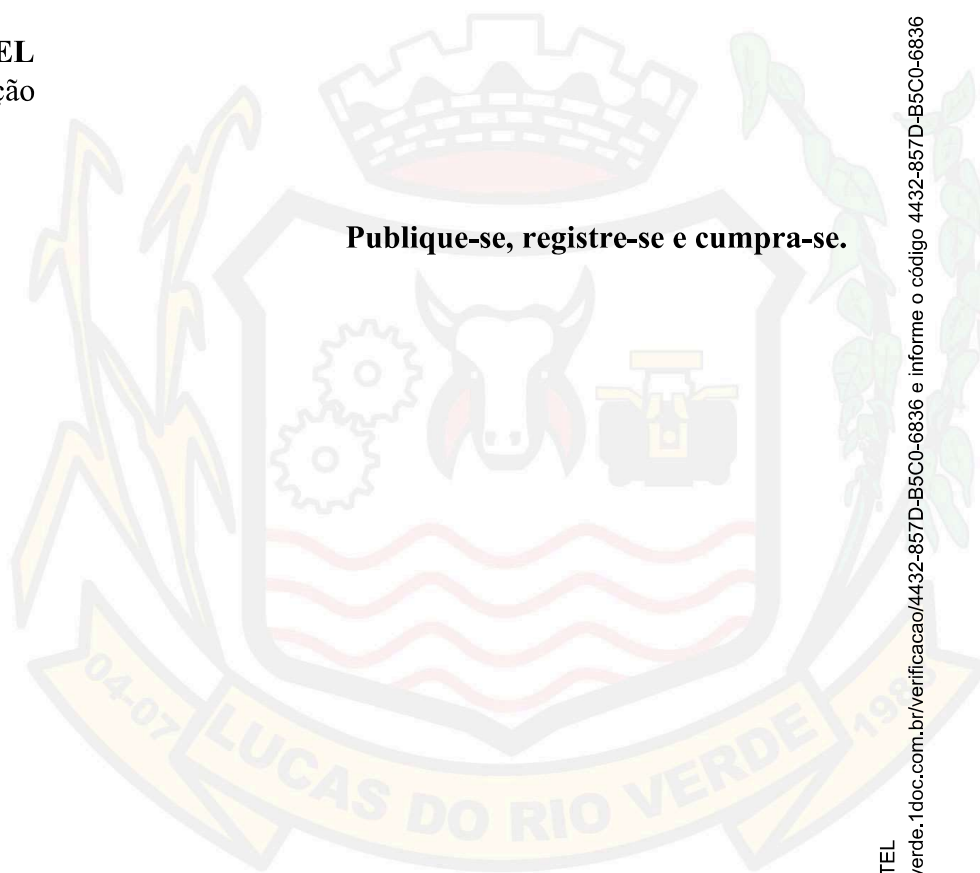 EL
ção
Publique-se, registre-se e cumpra-se.
04-07
LUCAS DO RIO VERDE
TEL
verde.1doc.com.br/verificacao/4432-857D-B5C0-6836 e informe o código 4432-857D-B5C0-6836